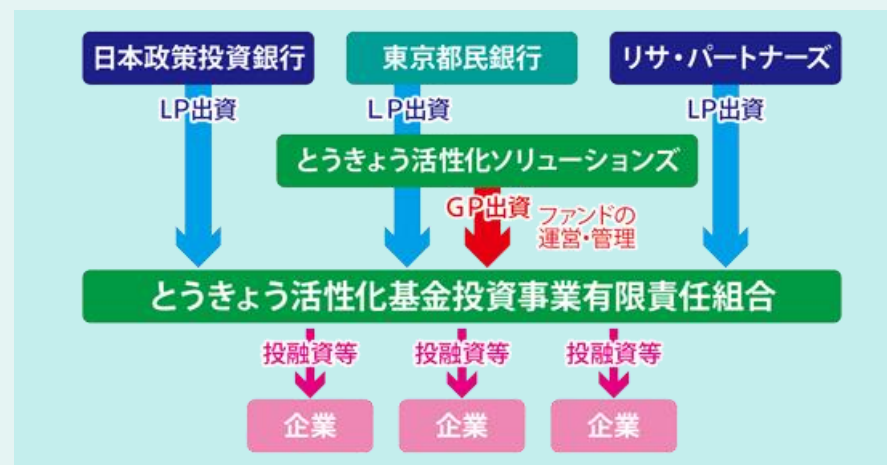 日本政策投資銀行
東京都民銀行
リサ・パートナーズ
LP出資
LP出資
LP出資
とうきょう活性化ソリューションズ
GP出資
ファンドの
運営・管理
とうきょう活性化基金投資事業有限責任組合
投融資等
投融資等
投融資等
企業
企業
企業